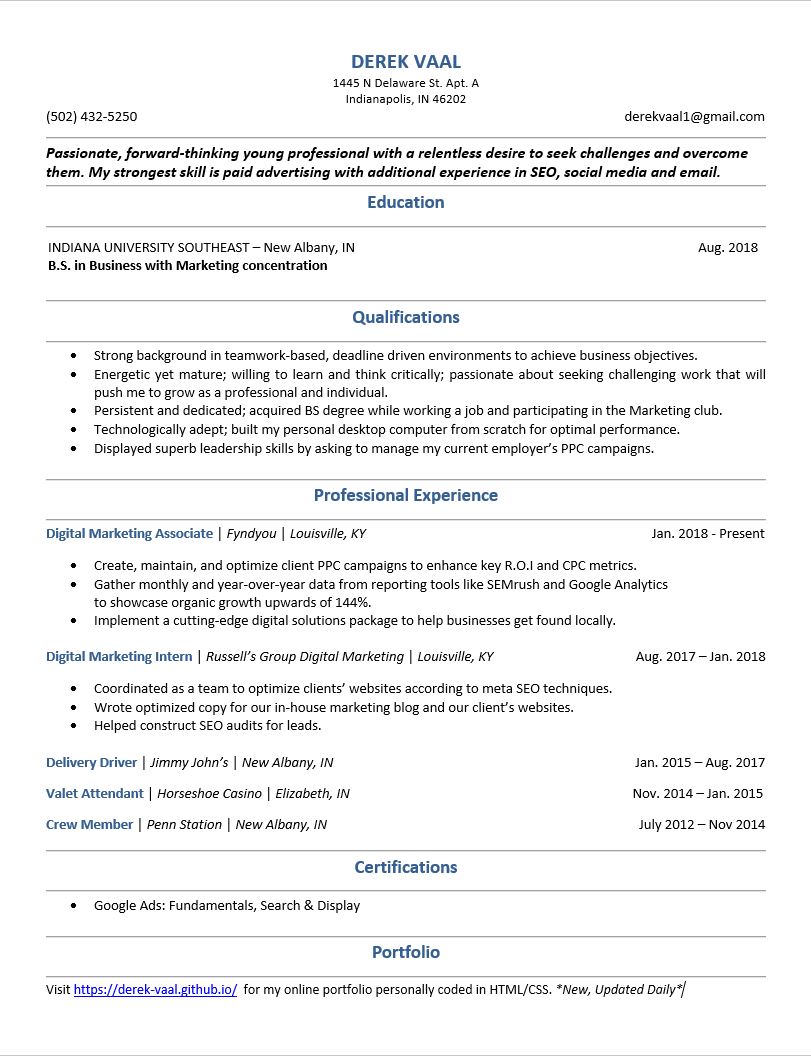 DEREK VAAL
1445 N Delaware St. Apt. A
Indianapolis, IN 46202
(502) 432-5250 derekvaal1@gmail.com
Passionate, forward-thinking young professional with a relentless desire to seek challenges and overcome
them. My strongest skill is paid advertising with additional experience in SEO, social media and email.
Education
INDIANA UNIVERSITY SOUTHEAST – New Albany, IN Aug. 2018
B.S. in Business with Marketing concentration
Qualifications
• Strong background in teamwork-based, deadline driven environments to achieve business objectives.
• Energetic yet mature; willing to learn and think critically; passionate about seeking challenging work that will
push me to grow as a professional and individual.
• Persistent and dedicated; acquired BS degree while working a job and participating in the Marketing club.
• Technologically adept; built my personal desktop computer from scratch for optimal performance.
• Displayed superb leadership skills by asking to manage my current employer’s PPC campaigns.
Professional Experience
Digital Marketing Associate | Fyndyou | Louisville, KY Jan. 2018 - Present
• Create, maintain, and optimize client PPC campaigns to enhance key R.O.I and CPC metrics.
• Gather monthly and year-over-year data from reporting tools like SEMrush and Google Analytics
to showcase organic growth upwards of 144%.
• Implement a cutting-edge digital solutions package to help businesses get found locally.
Digital Marketing Intern | Russell’s Group Digital Marketing | Louisville, KY Aug. 2017 – Jan. 2018
• Coordinated as a team to optimize clients’ websites according to meta SEO techniques.
• Wrote optimized copy for our in-house marketing blog and our client’s websites.
• Helped construct SEO audits for leads.
Delivery Driver | Jimmy John’s | New Albany, IN Jan. 2015 – Aug. 2017
Valet Attendant | Horseshoe Casino | Elizabeth, IN Nov. 2014 – Jan. 2015
Crew Member | Penn Station | New Albany, IN July 2012 – Nov 2014
Certifications
• Google Ads: Fundamentals, Search & Display
Portfolio
Visit https://derek-vaal.github.io/ for my online portfolio personally coded in HTML/CSS. *New, Updated Daily*